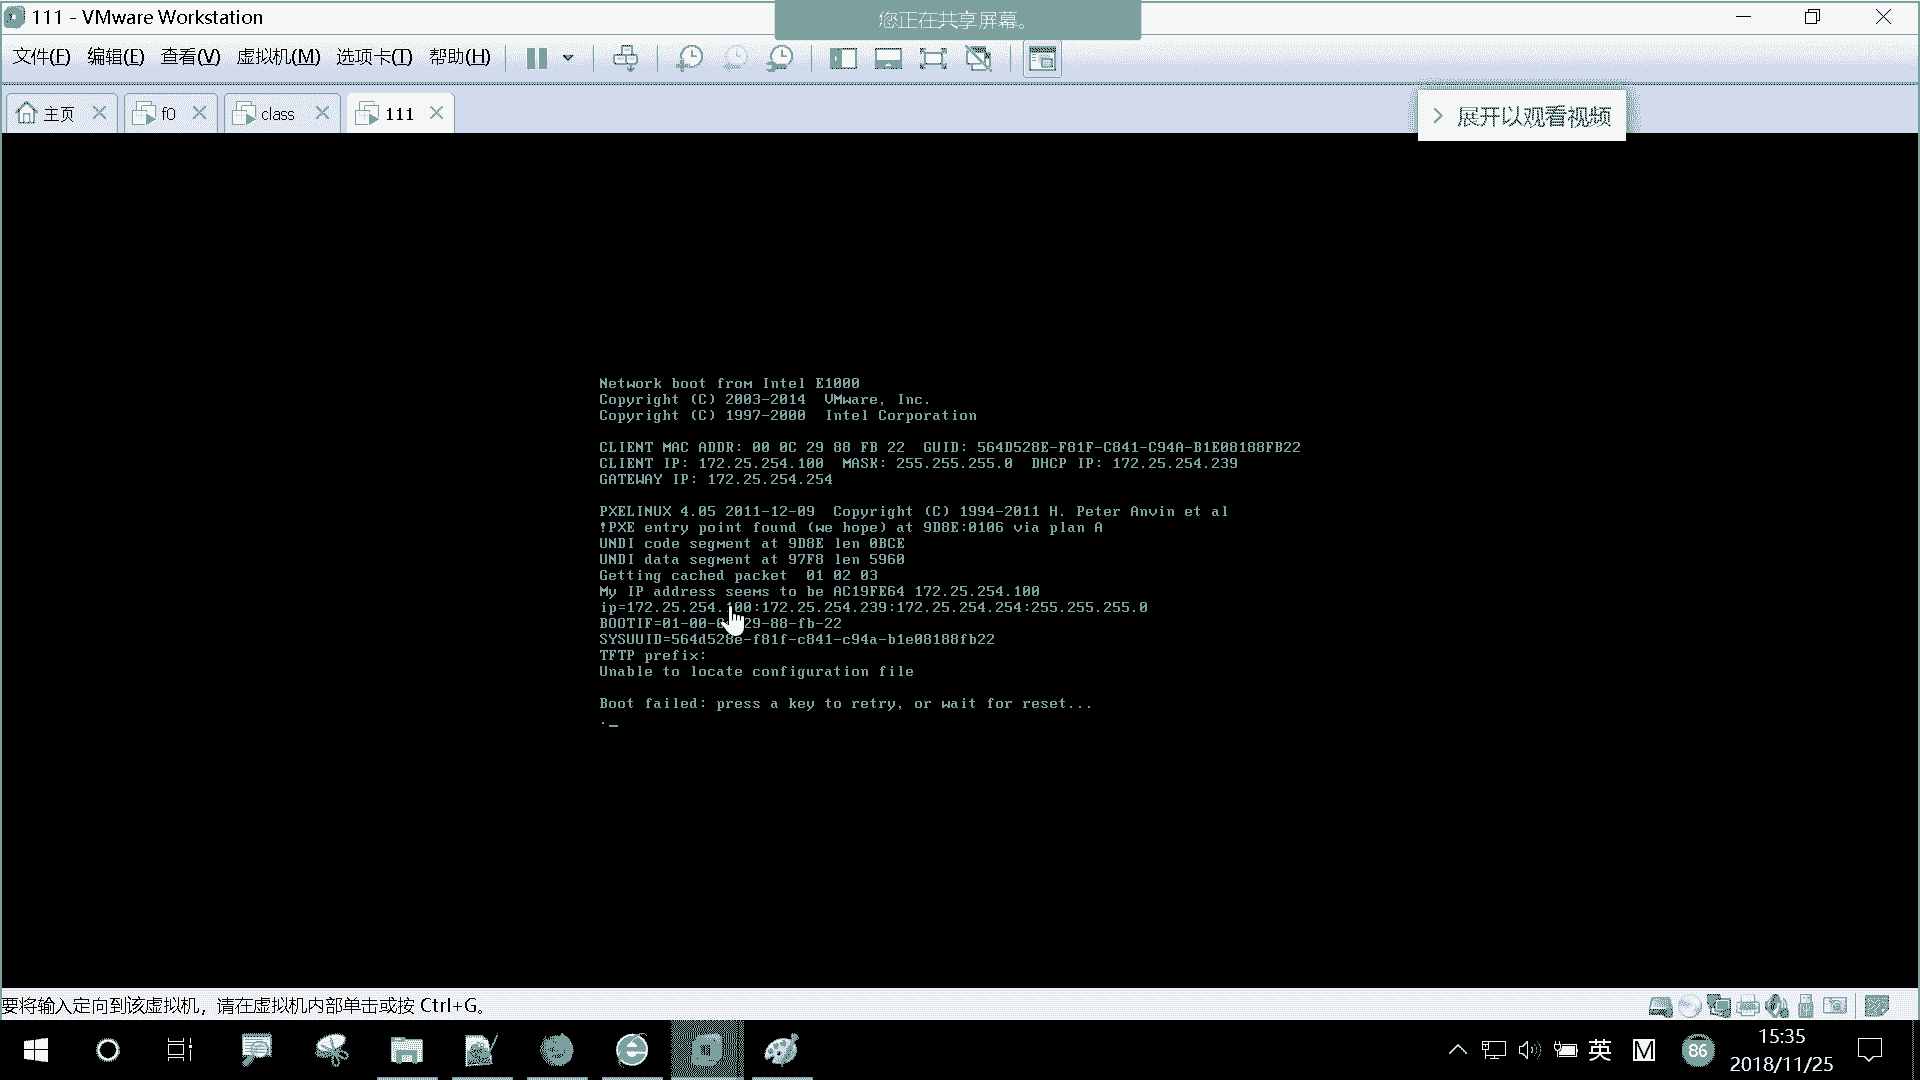 111 - VMware Workstation
您正在共享屏幕。
文件(F) 编辑(E) 查看(V) 虚拟机(M) 选项卡(T) 帮助(H)
主页 f0 class 111
展开以观看视频
Network boot from Intel E1000
Copyright (C) 2003-2014  VMware, Inc.
Copyright (C) 1997-2000  Intel Corporation
CLIENT MAC ADDR: 00 0C 29 88 FB 22  GUID: 564D528E-F81F-C841-C94A-B1E08188FB22
CLIENT IP: 172.25.254.100  MASK: 255.255.255.0  DHCP IP: 172.25.254.239
GATEWAY IP: 172.25.254.254
PXELINUX 4.05 2011-12-09  Copyright (C) 1994-2011 H. Peter Anvin et al
!PXE entry point found (we hope) at 9D8E:0106 via plan A
UNDI code segment at 9D8E len 0BCE
UNDI data segment at 97F8 len 5960
Getting cached packet  01 02 03
My IP address seems to be AC19FE64 172.25.254.100
ip=172.25.254.100:172.25.254.239:172.25.254.254:255.255.255.0
BOOTIF=01-00-0 29-88-fb-22
SYSUUID=564d528e-f81f-c841-c94a-b1e08188fb22
TFTP prefix:
Unable to locate configuration file
Boot failed: press a key to retry, or wait for reset...
._
要将输入定向到该虚拟机，请在虚拟机内部单击或按 Ctrl+G。
英 M 86 15:35
2018/11/25